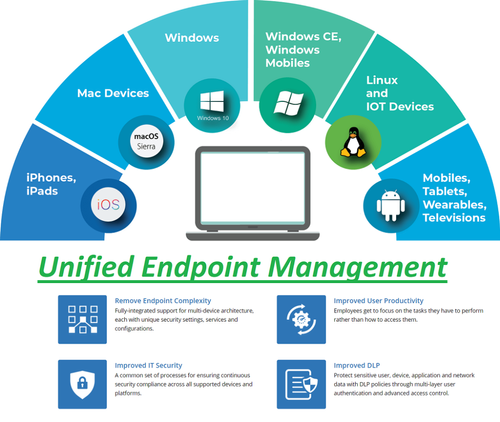 Windows
Windows CE,
Windows
Mobiles
Mac Devices
Linux
and
IOT Devices
Windows 10
macOS
Sierra
iPhones,
iPads
iOS
Mobiles,
Tablets,
Wearables,
Televisions
Unified Endpoint Management
Remove Endpoint Complexity
Fully-integrated support for multi-device architecture,
each with unique security settings, services and
configurations.
Improved User Productivity
Employees get to focus on the tasks they have to perform
rather than how to access them.
Improved IT Security
A common set of processes for ensuring continuous
security compliance across all supported devices and
platforms.
Improved DLP
Protect sensitive user, device, application and network
data with DLP policies through multi-layer user
authentication and advanced access control.